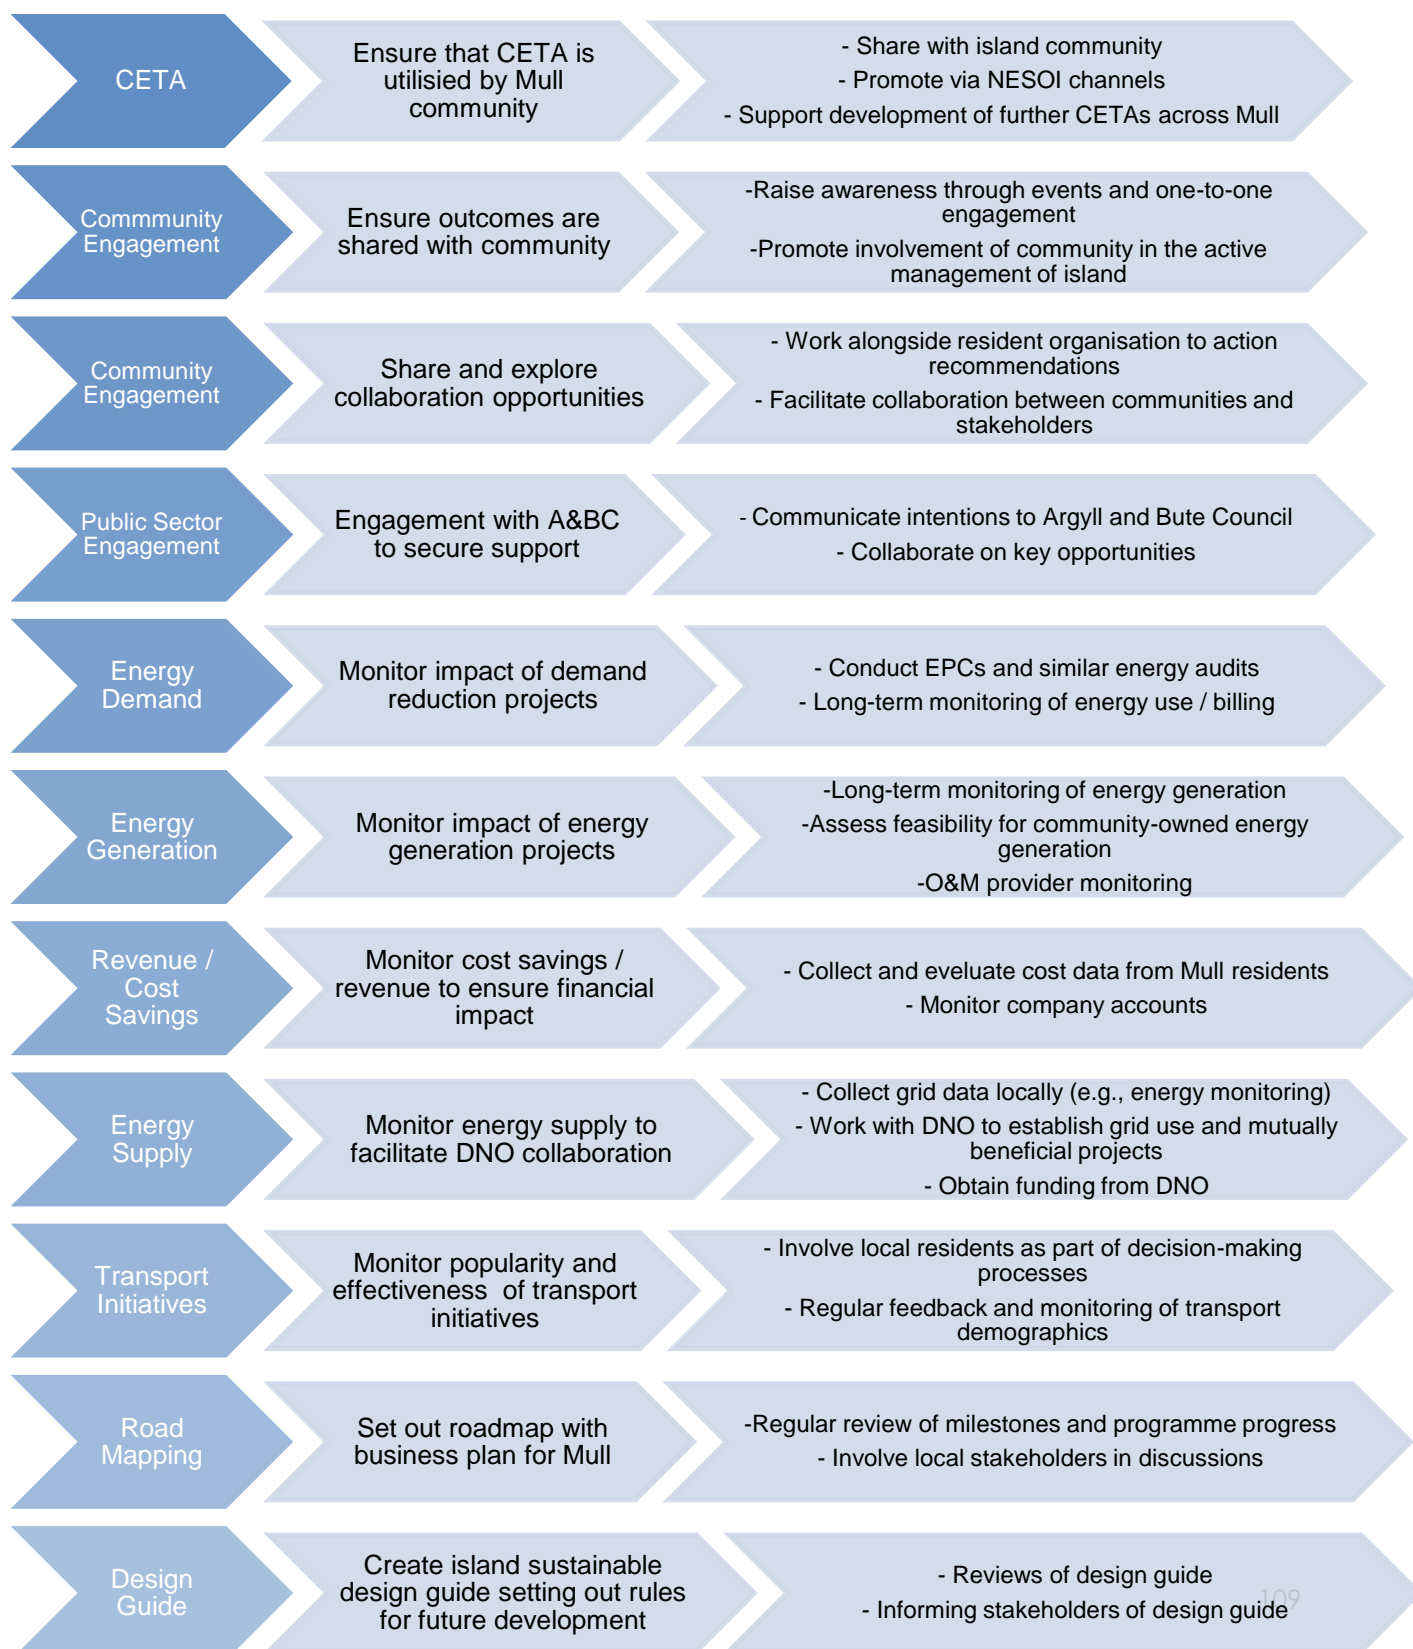 CETA
Ensure that CETA is
utilisied by Mull
community
- Share with island community
- Promote via NESOI channels
- Support development of further CETAs across Mull
Commmunity
Engagement
Ensure outcomes are
shared with community
-Raise awareness through events and one-to-one
engagement
-Promote involvement of community in the active
management of island
Community
Engagement
Share and explore
collaboration opportunities
- Work alongside resident organisation to action
recommendations
- Facilitate collaboration between communities and
stakeholders
Public Sector
Engagement
Engagement with A&BC
to secure support
- Communicate intentions to Argyll and Bute Council
- Collaborate on key opportunities
Energy
Demand
Monitor impact of demand
reduction projects
- Conduct EPCs and similar energy audits
- Long-term monitoring of energy use / billing
Energy
Generation
Monitor impact of energy
generation projects
-Long-term monitoring of energy generation
-Assess feasibility for community-owned energy
generation
-O&M provider monitoring
Revenue /
Cost
Savings
Monitor cost savings /
revenue to ensure financial
impact
- Collect and eveluate cost data from Mull residents
- Monitor company accounts
Energy
Supply
Monitor energy supply to
facilitate DNO collaboration
- Collect grid data locally (e.g., energy monitoring)
- Work with DNO to establish grid use and mutually
beneficial projects
- Obtain funding from DNO
Transport
Initiatives
Monitor popularity and
effectiveness of transport
initiatives
- Involve local residents as part of decision-making
processes
- Regular feedback and monitoring of transport
demographics
Road
Mapping
Set out roadmap with
business plan for Mull
-Regular review of milestones and programme progress
- Involve local stakeholders in discussions
Design
Guide
Create island sustainable
design guide setting out rules
for future development
- Reviews of design guide
- Informing stakeholders of design guide
109